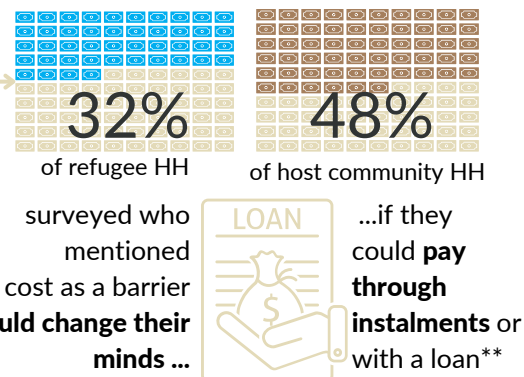 32%
of refugee HH
48%
of host community HH
surveyed who
mentioned
cost as a barrier
uld change their
minds ...
LOAN
$
...if they
could pay
through
instalments or
with a loan**